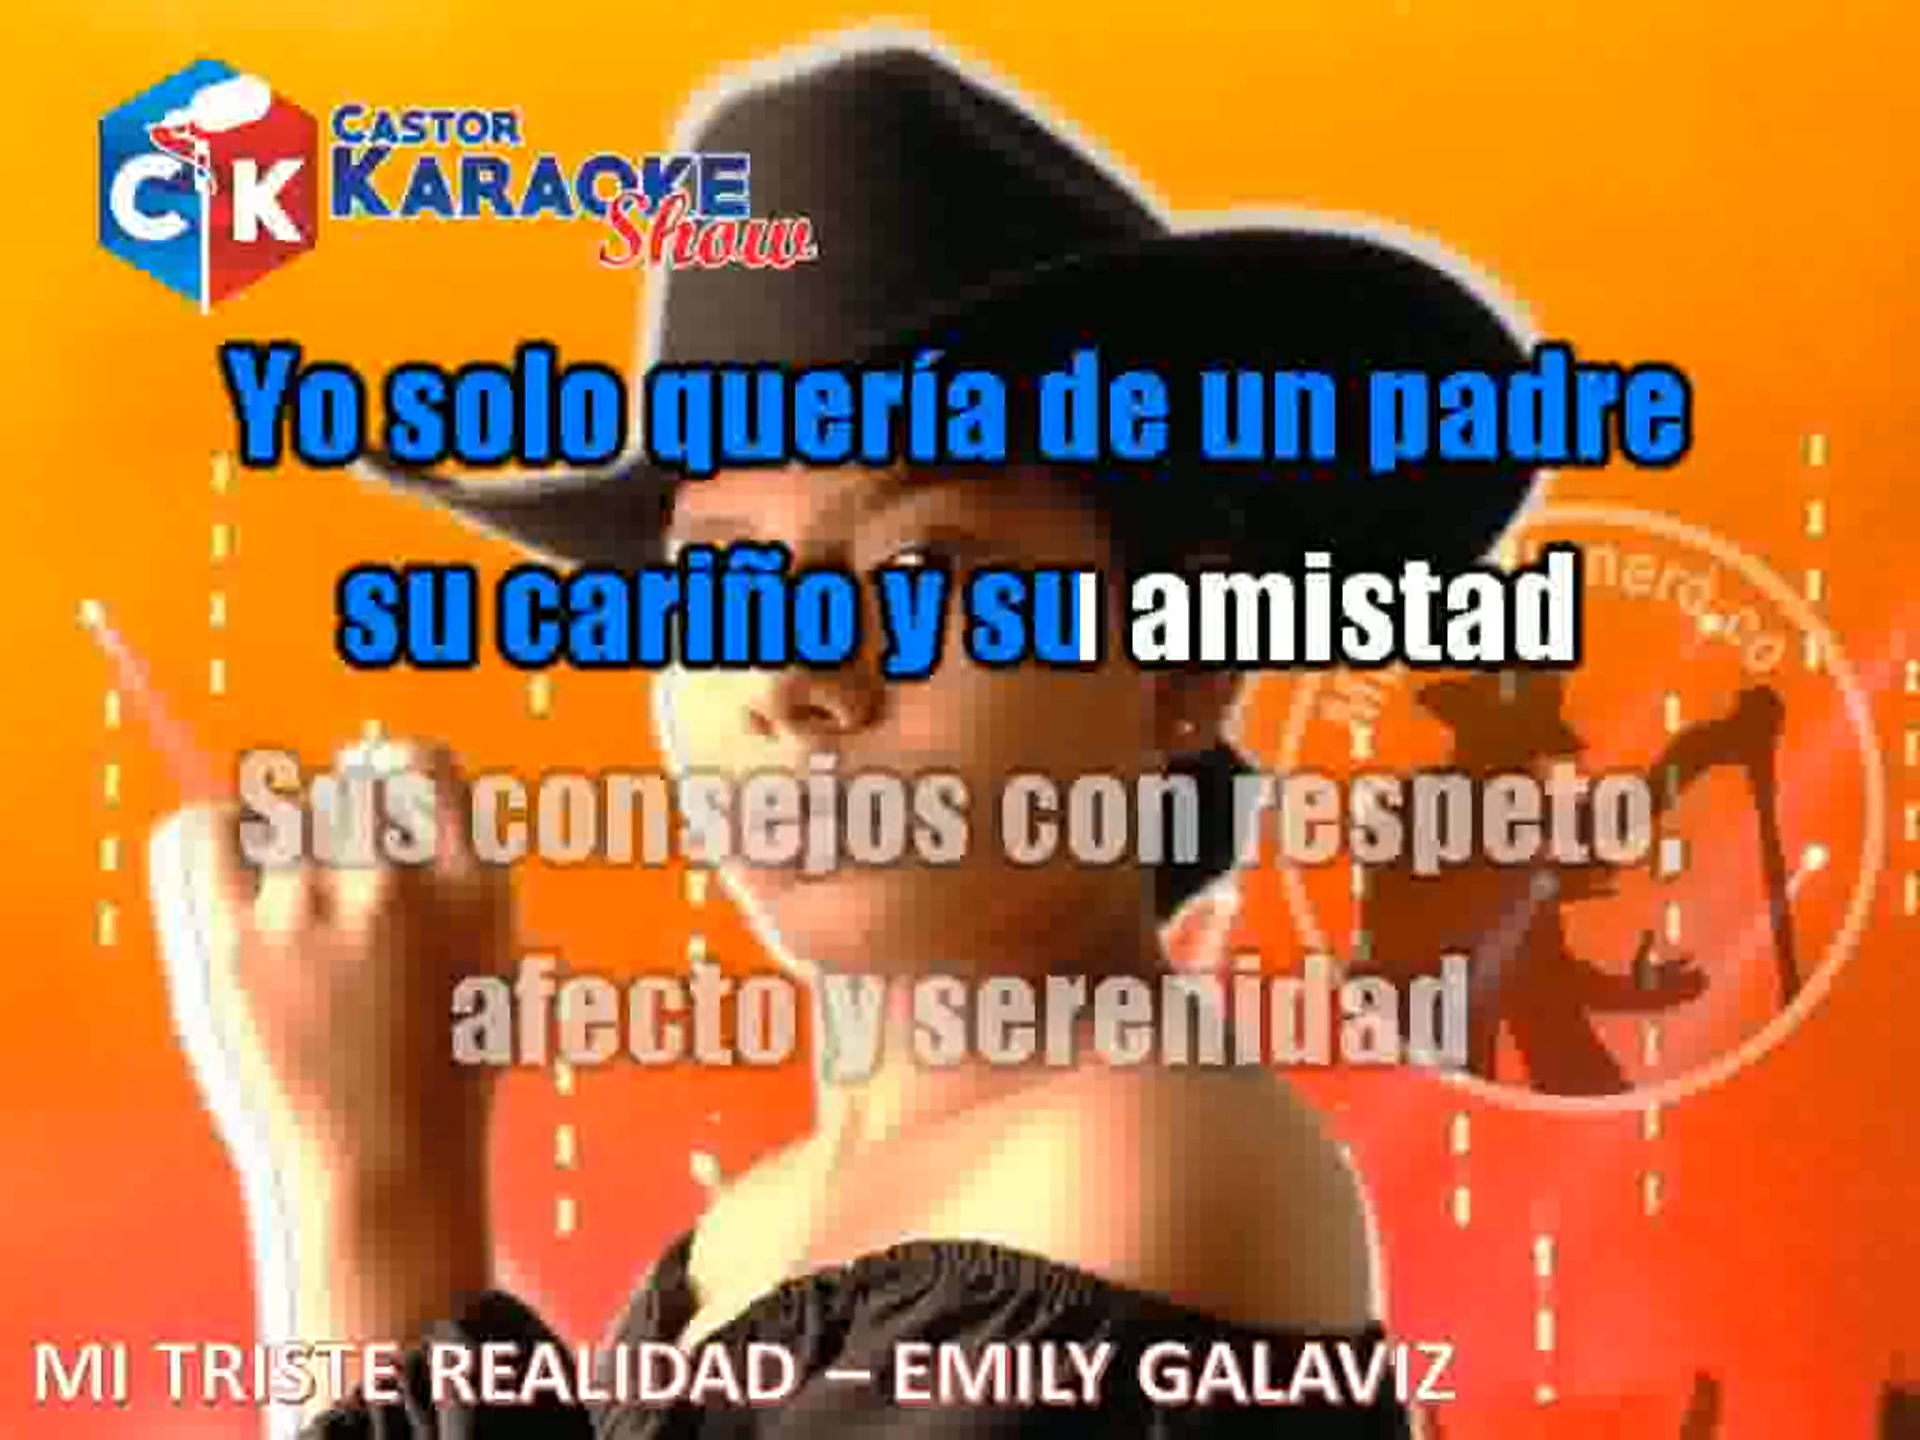 CK
CASTOR
KARAOKE
Show
Yo solo quería de un padre
su cariño y su amistad
Sus consejos con respeto,
afecto y serenidad
MI TRISTE REALIDAD – EMILY GALAVIZ